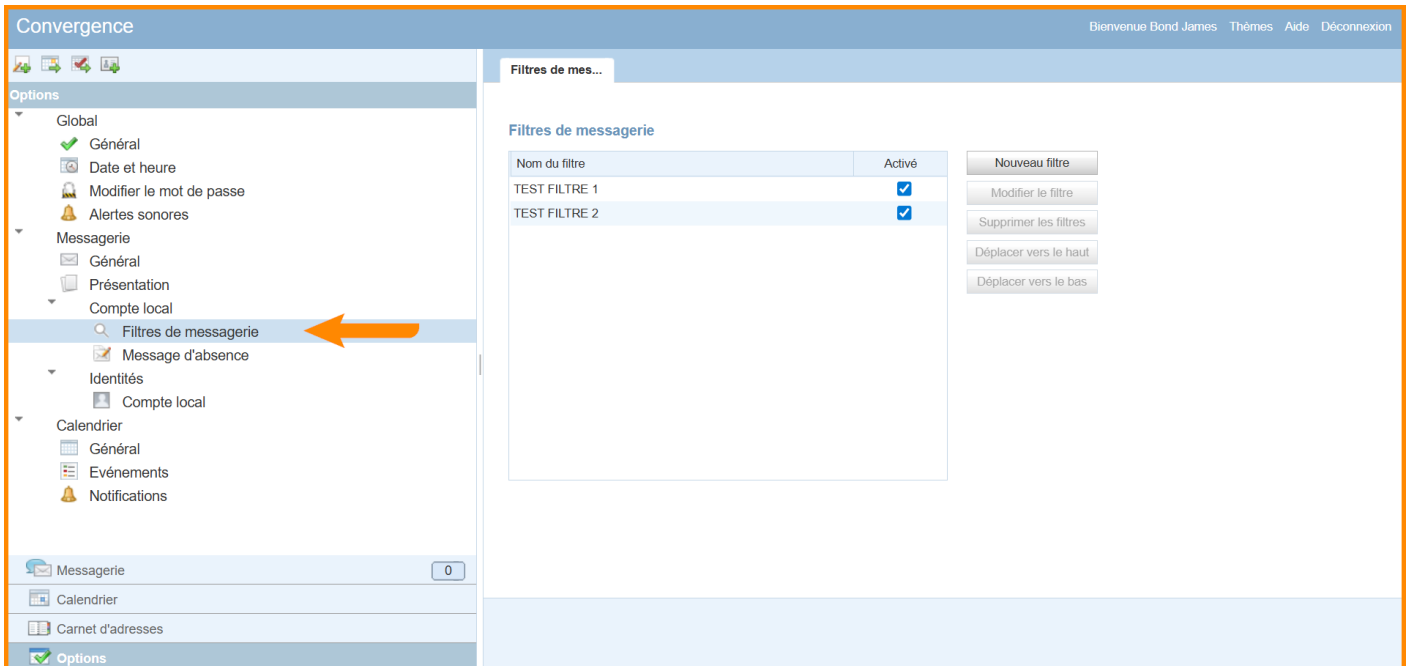 Convergence
Bienvenue Bond James Thèmes Aide Déconnexion
Options
Global
Général
Date et heure
Modifier le mot de passe
Alertes sonores
Messagerie
Général
Présentation
Compte local
Filtres de messagerie
Message d'absence
Identités
Compte local
Calendrier
Général
Evénements
Notifications
Messagerie 0
Calendrier
Carnet d'adresses
Options
Filtres de mes...
Filtres de messagerie
Nom du filtre Activé
TEST FILTRE 1
TEST FILTRE 2
Nouveau filtre
Modifier le filtre
Supprimer les filtres
Déplacer vers le haut
Déplacer vers le bas